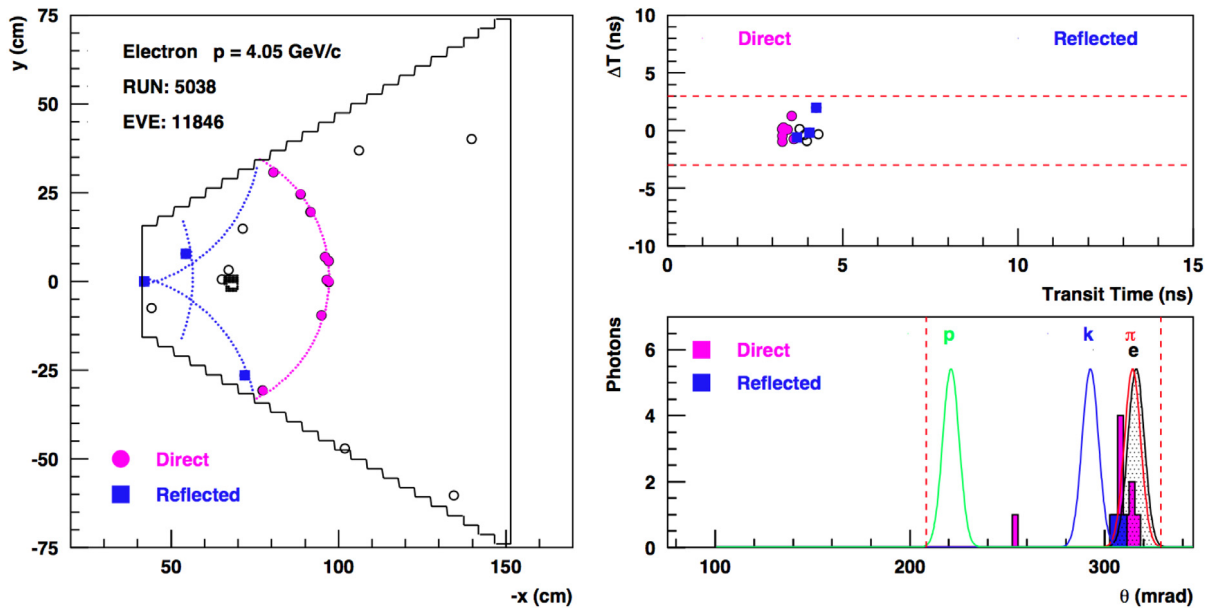 y (cm)
75
50
25
0
-25
-50
-75
Electron p = 4.05 GeV/c
RUN: 5038
EVE: 11846
Direct
Reflected
50
100
150
-x (cm)
ΔT (ns)
10
5
0
-5
-10
Direct
Reflected
0
5
10
15
Transit Time (ns)
Photons
6
4
2
0
Direct
Reflected
p
k
π
e
100
200
300
θ (mrad)